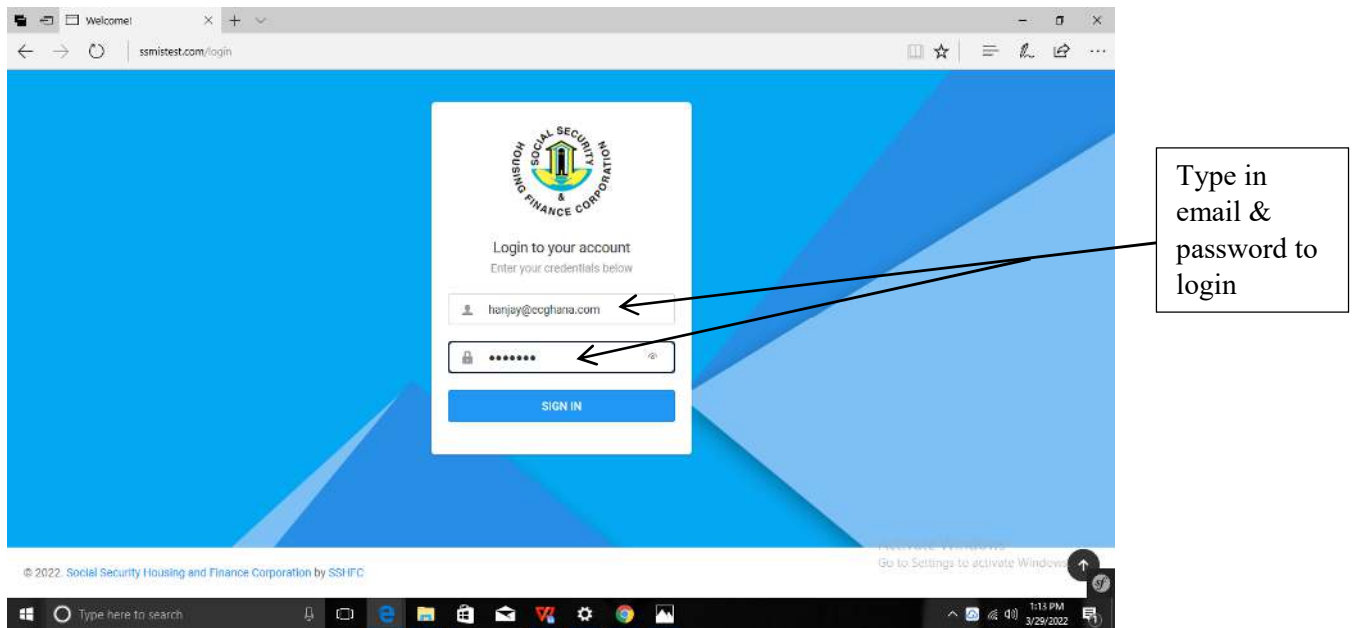 Welcome!
ssmistest.com/login
SOCIAL SECURITY
&
HOUSING FINANCE CORPORATION
Login to your account
Enter your credentials below
hanjay@ecghana.com
•••••••
SIGN IN
Type in
email &
password to
login
Activate Windows
Go to Settings to activate Windows
© 2022. Social Security Housing and Finance Corporation by SSHFC
Type here to search
1:13 PM
3/29/2022